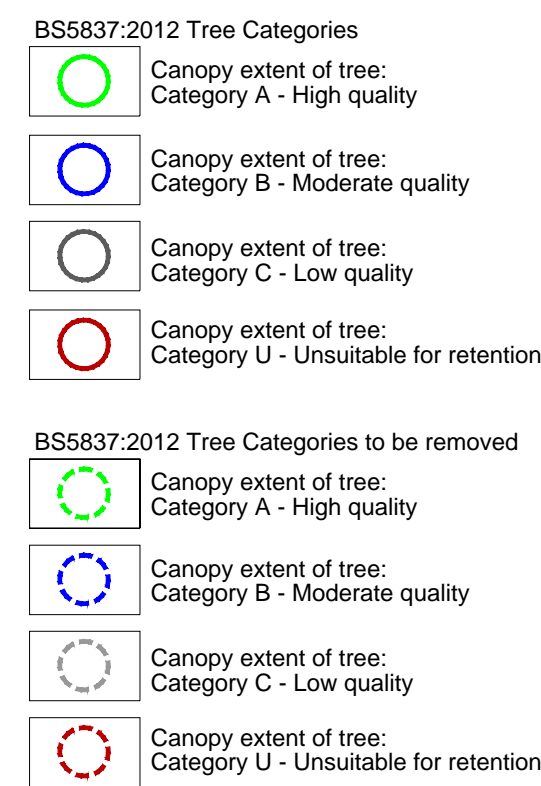 BS5837:2012 Tree Categories
Canopy extent of tree:
Category A - High quality
Canopy extent of tree:
Category B - Moderate quality
Canopy extent of tree:
Category C - Low quality
Canopy extent of tree:
Category U - Unsuitable for retention
BS5837:2012 Tree Categories to be removed
Canopy extent of tree:
Category A - High quality
Canopy extent of tree:
Category B - Moderate quality
Canopy extent of tree:
Category C - Low quality
Canopy extent of tree:
Category U - Unsuitable for retention